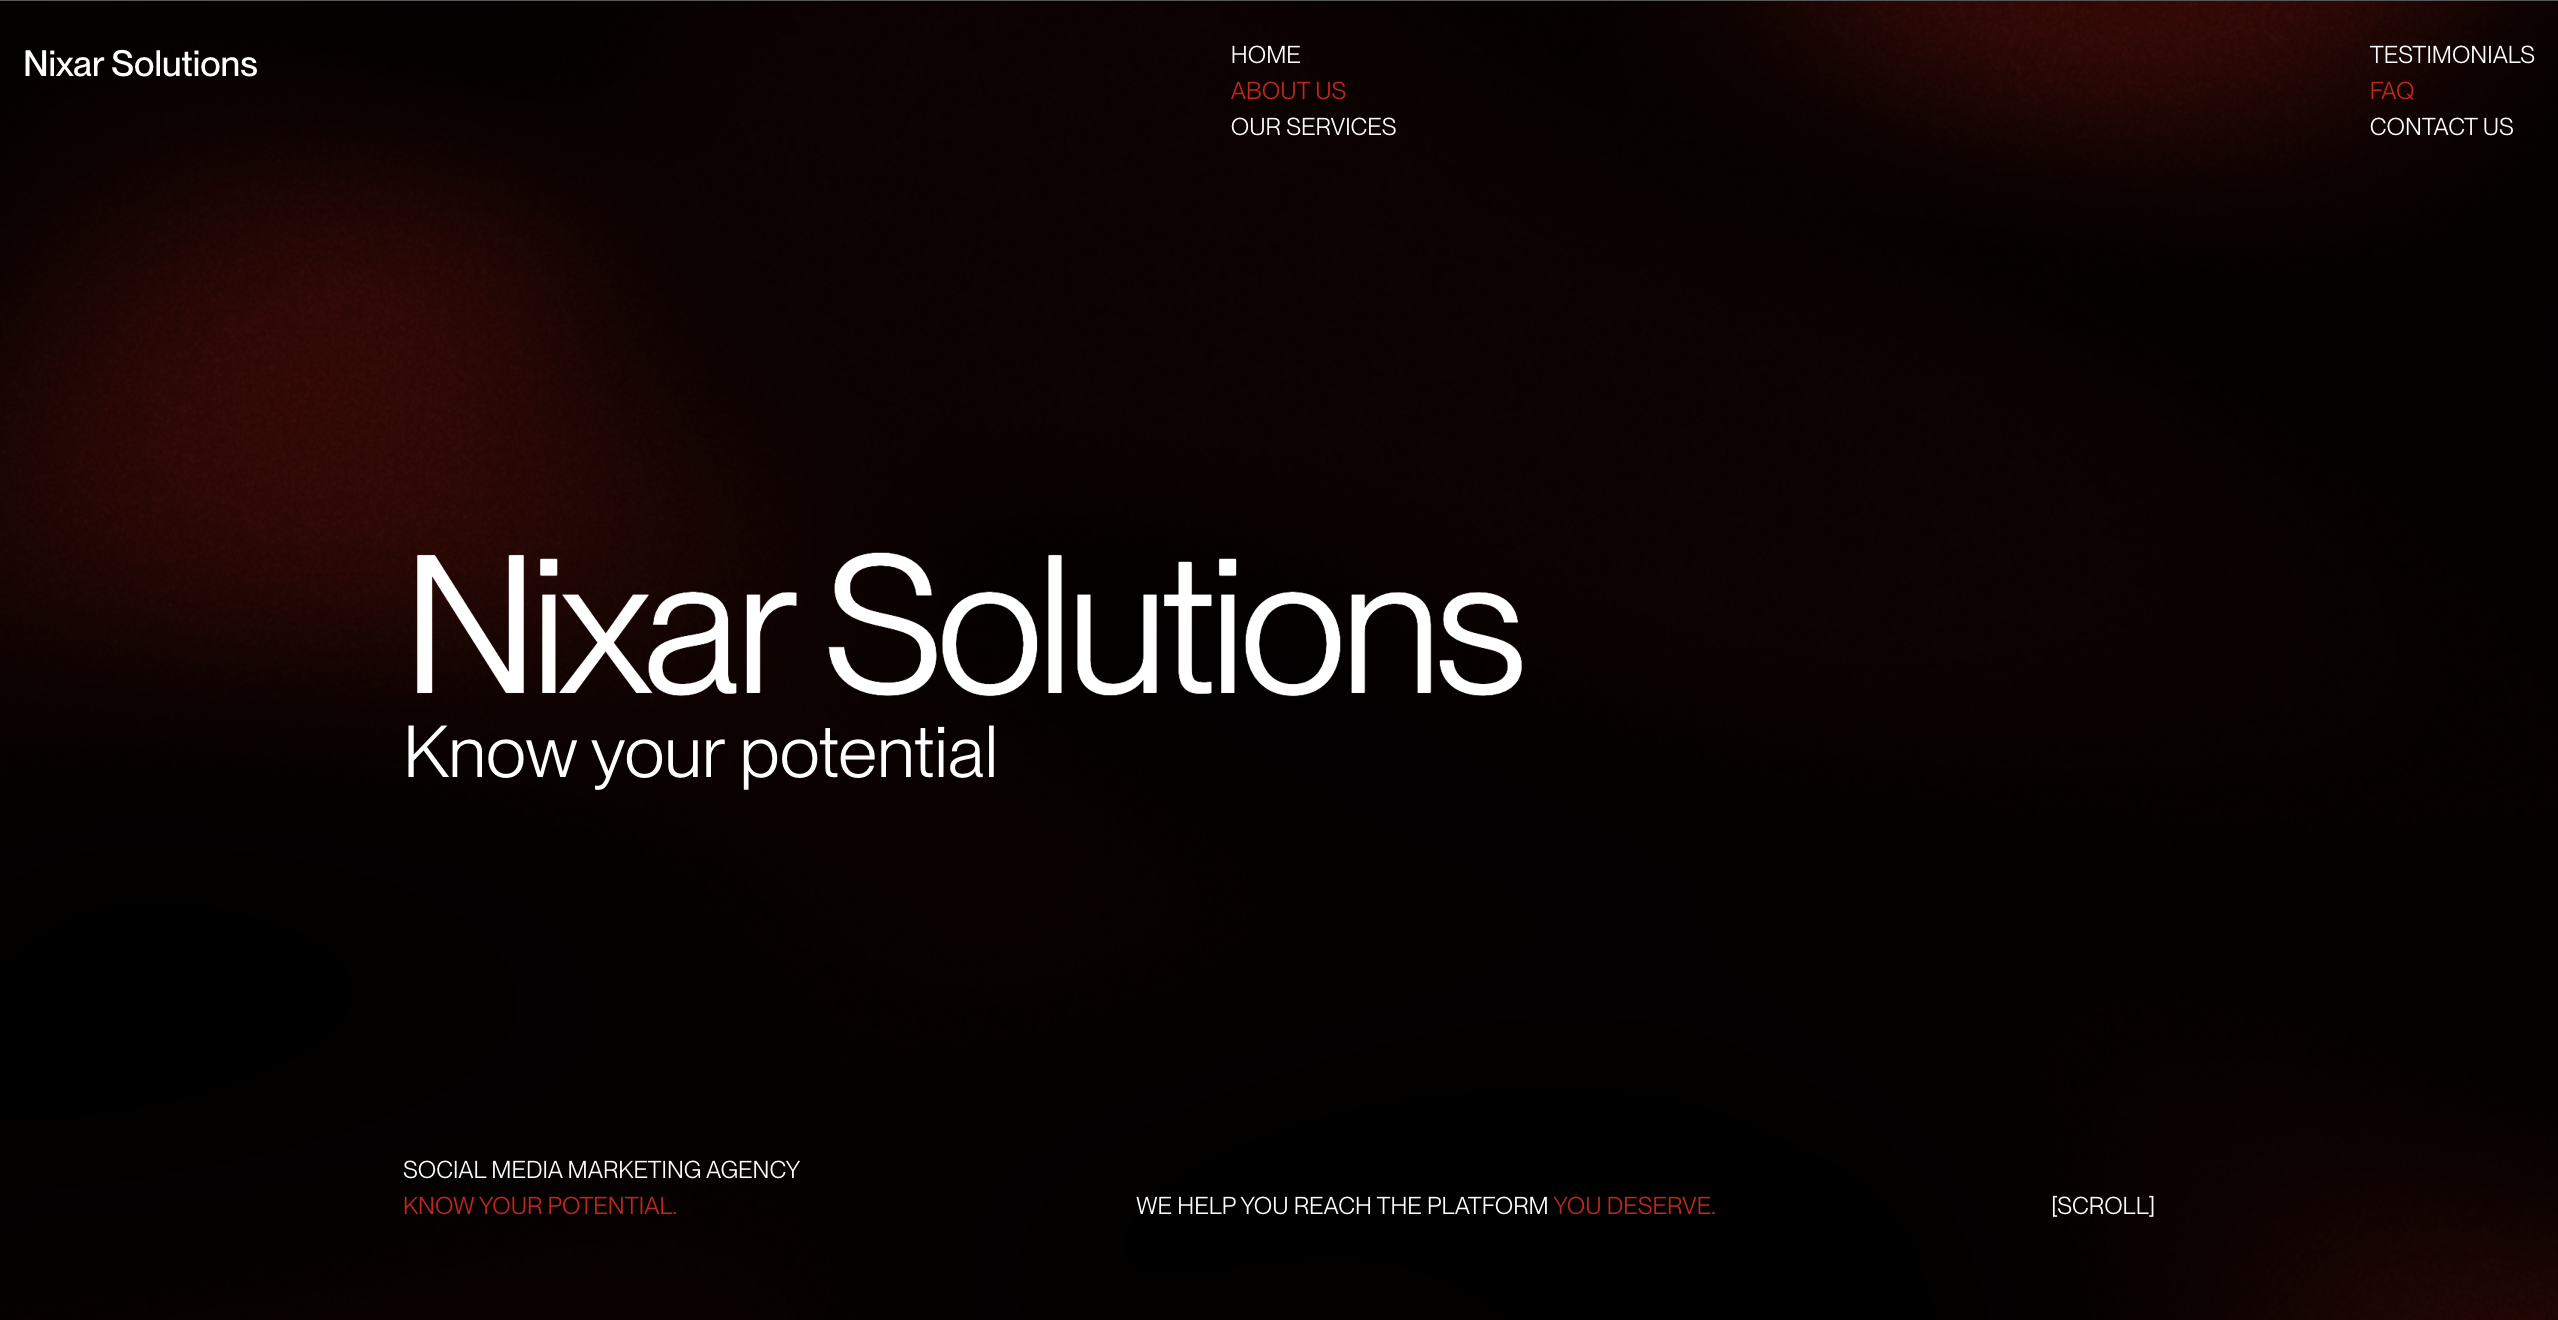 Nixar Solutions
HOME
ABOUT US
OUR SERVICES
TESTIMONIALS
FAQ
CONTACT US
Nixar Solutions
Know your potential
SOCIAL MEDIA MARKETING AGENCY
KNOW YOUR POTENTIAL.
WE HELP YOU REACH THE PLATFORM YOU DESERVE.
[SCROLL]